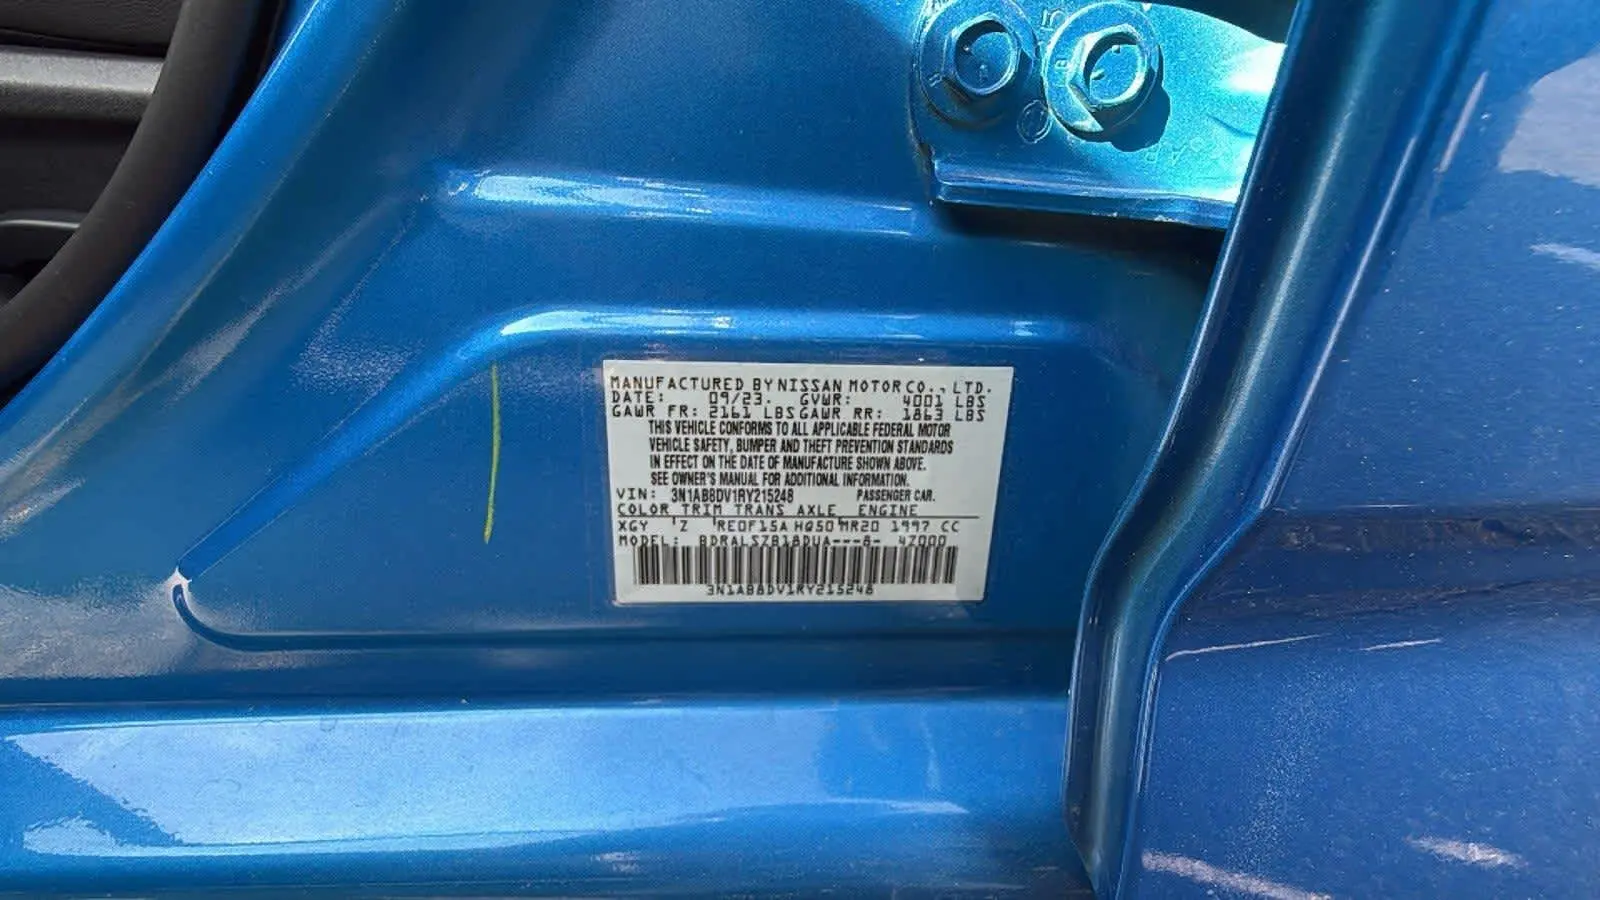 MANUFACTURED BY NISSAN MOTOR CO., LTD.
DATE: 09/23. GVWR: 4001 LBS
GAWR FR: 2161 LBS GAWR RR: 1863 LBS
THIS VEHICLE CONFORMS TO ALL APPLICABLE FEDERAL MOTOR
VEHICLE SAFETY, BUMPER AND THEFT PREVENTION STANDARDS
IN EFFECT ON THE DATE OF MANUFACTURE SHOWN ABOVE.
SEE OWNER'S MANUAL FOR ADDITIONAL INFORMATION.
VIN: 3N1AB8DV1RY215248 PASSENGER CAR.
COLOR TRIM TRANS AXLE ENGINE
XGY Z RE0F15A HQ50 MR20 1997 CC
MODEL: BDRALSZB18DUA---8- 4Z000
3N1AB8DV1RY215248